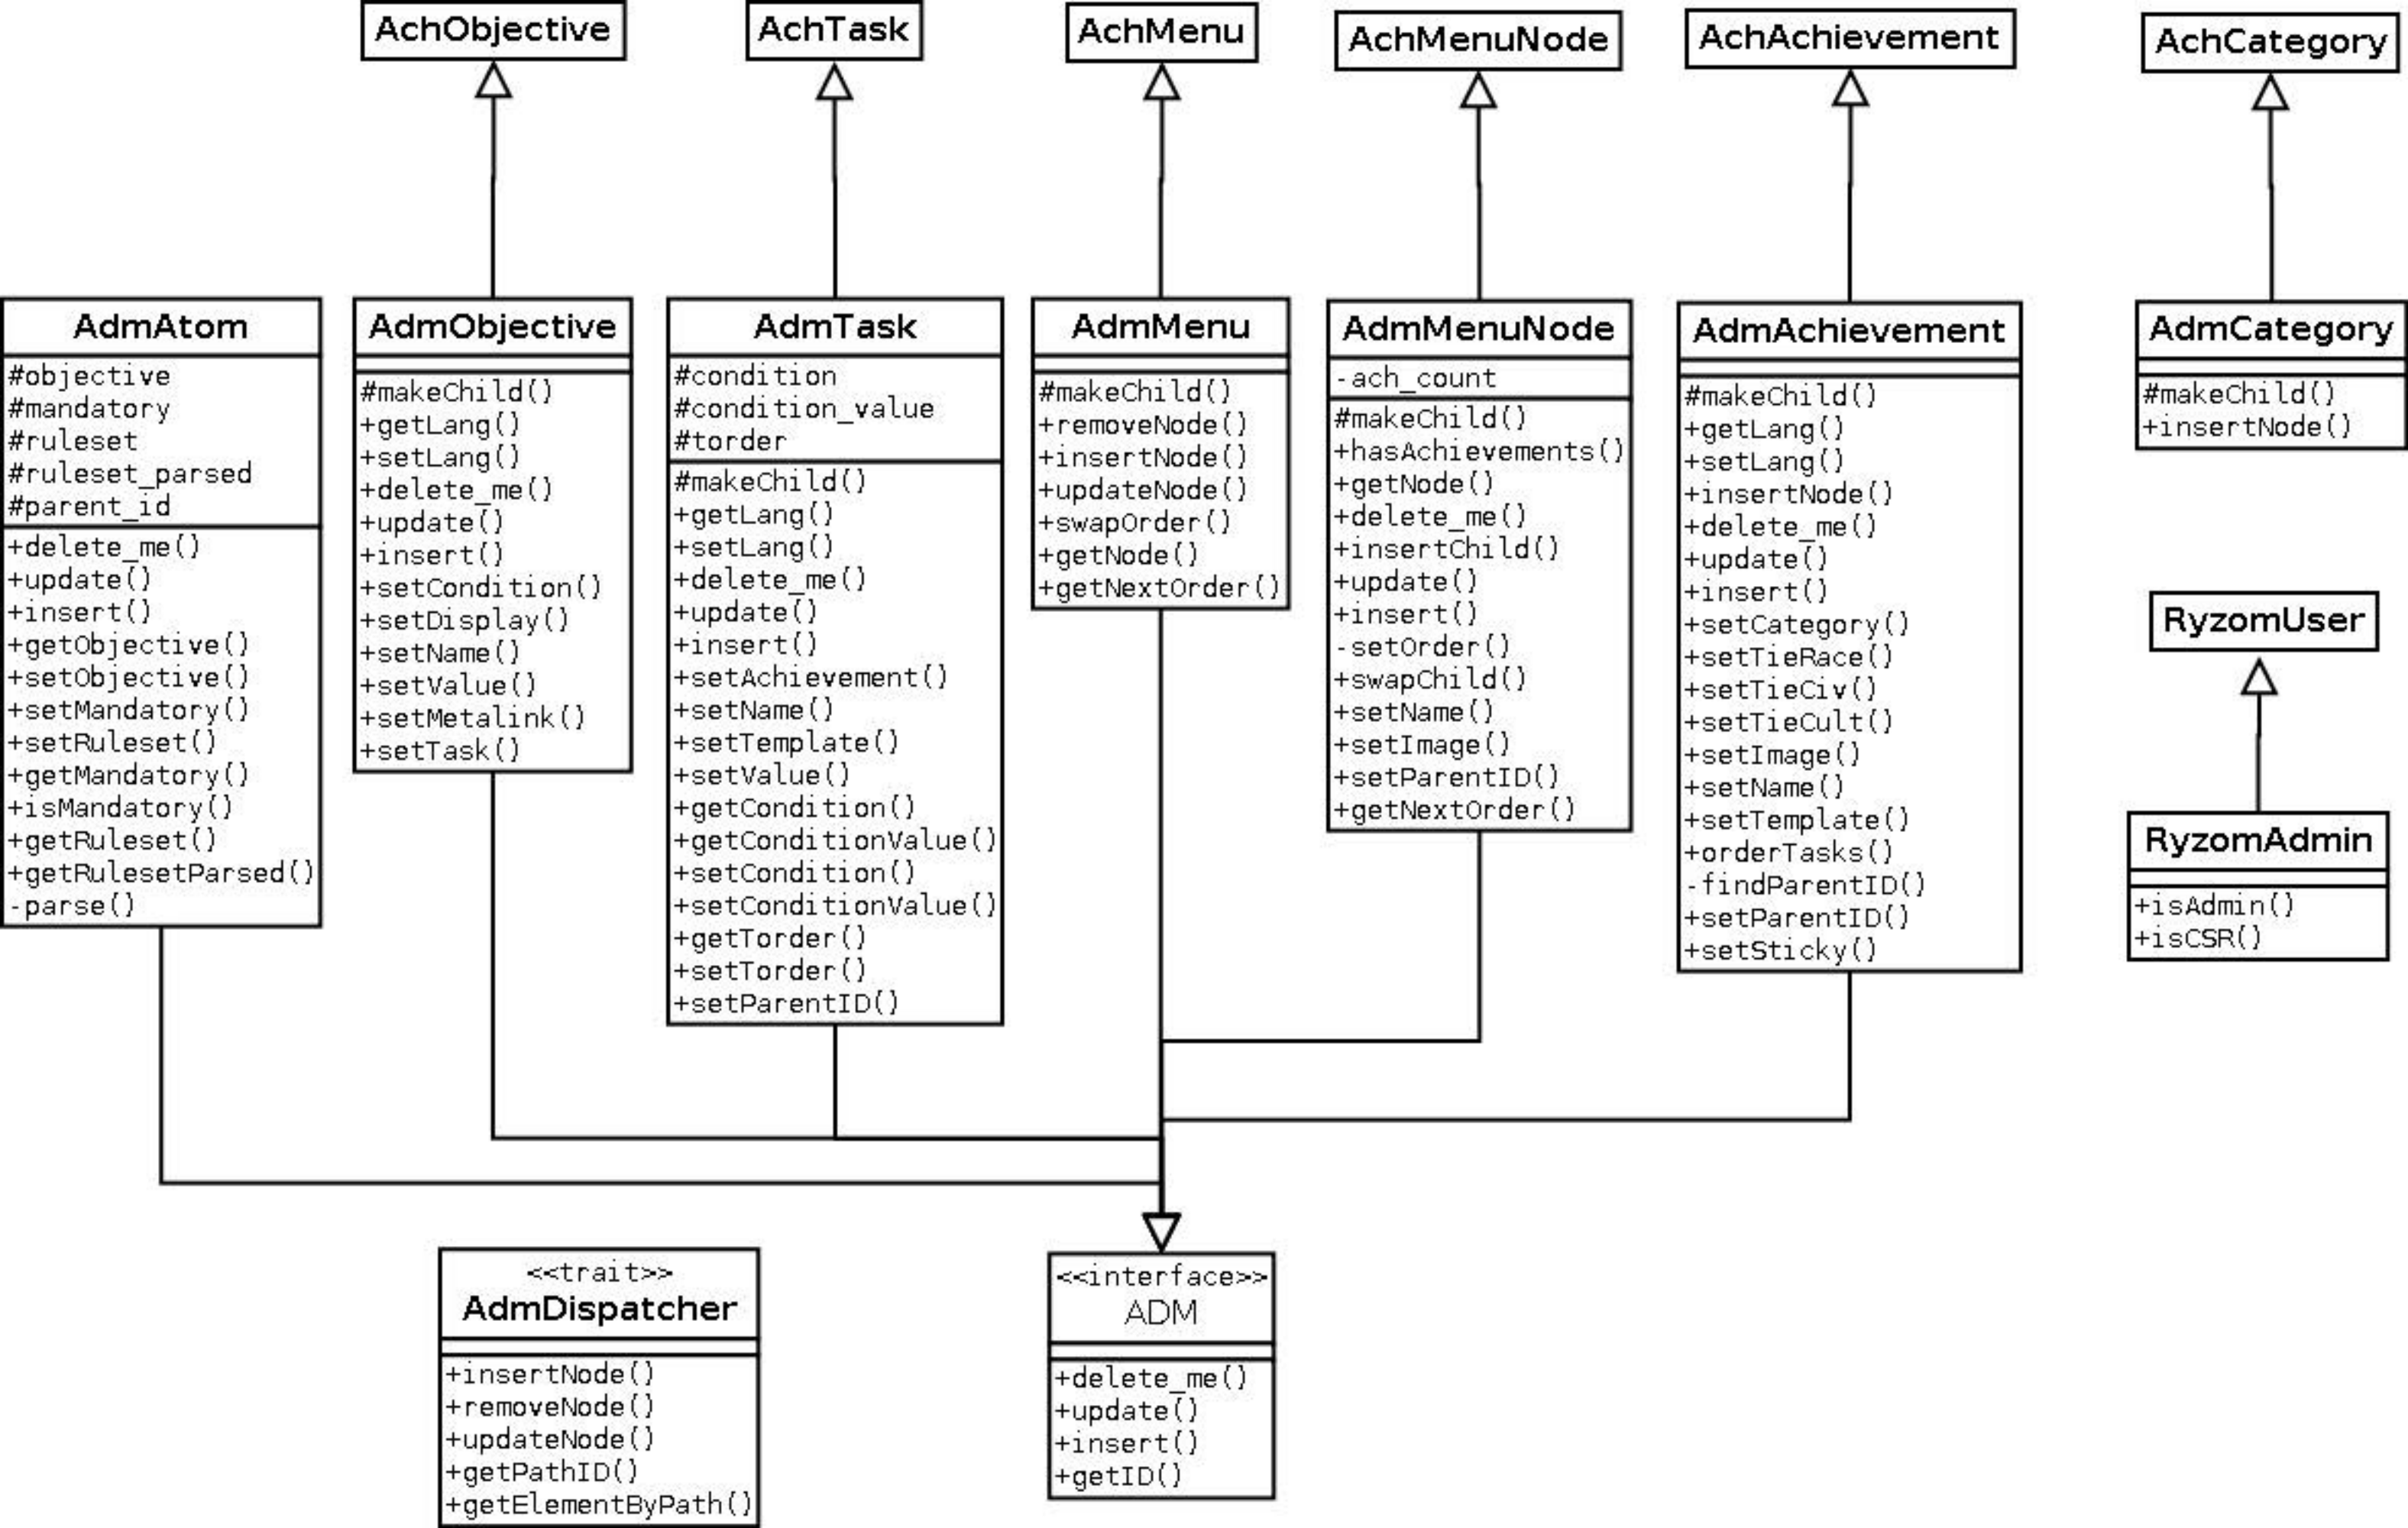 AchObjective
AchTask
AchMenu
AchMenuNode
AchAchievement
AchCategory
AdmAtom
#objective
#mandatory
#ruleset
#ruleset_parsed
#parent_id
+delete_me()
+update()
+insert()
+getObjective()
+setObjective()
+setMandatory()
+setRuleset()
+getMandatory()
+isMandatory()
+getRuleset()
+getRulesetParsed()
-parse()
AdmObjective
#makeChild()
+getLang()
+setLang()
+delete_me()
+update()
+insert()
+setCondition()
+setDisplay()
+setName()
+setValue()
+setMetalink()
+setTask()
AdmTask
#condition
#condition_value
#torder
#makeChild()
+getLang()
+setLang()
+delete_me()
+update()
+insert()
+setAchievement()
+setName()
+setTemplate()
+setValue()
+getCondition()
+getConditionValue()
+setCondition()
+setConditionValue()
+getTorder()
+setTorder()
+setParentID()
AdmMenu
#makeChild()
+removeNode()
+insertNode()
+updateNode()
+swapOrder()
+getNode()
+getNextOrder()
AdmMenuNode
-ach_count
#makeChild()
+hasAchievements()
+getNode()
+delete_me()
+insertChild()
+update()
+insert()
-setOrder()
+swapChild()
+setName()
+setImage()
+setParentID()
+getNextOrder()
AdmAchievement
#makeChild()
+getLang()
+setLang()
+insertNode()
+delete_me()
+update()
+insert()
+setCategory()
+setTieRace()
+setTieCiv()
+setTieCult()
+setImage()
+setName()
+setTemplate()
+orderTasks()
-findParentID()
+setParentID()
+setSticky()
AdmCategory
#makeChild()
+insertNode()
RyzomUser
RyzomAdmin
+isAdmin()
+isCSR()
<<trait>>
AdmDispatcher
+insertNode()
+removeNode()
+updateNode()
+getPathID()
+getElementByPath()
<<interface>>
ADM
+delete_me()
+update()
+insert()
+getID()